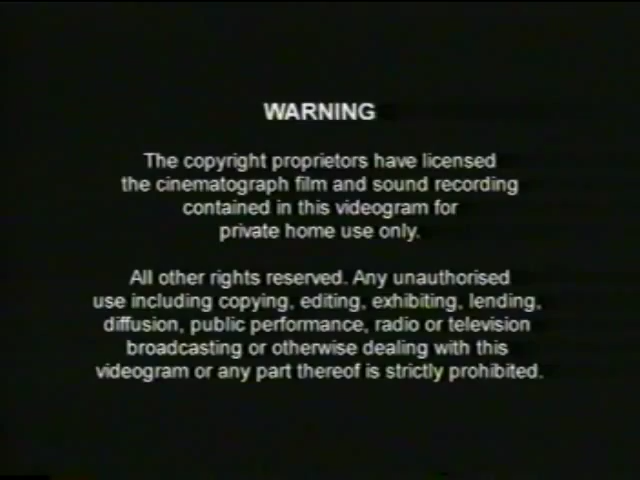 WARNING
The copyright proprietors have licensed
the cinematograph film and sound recording
contained in this videogram for
private home use only.
All other rights reserved. Any unauthorised
use including copying, editing, exhibiting, lending,
diffusion, public performance, radio or television
broadcasting or otherwise dealing with this
videogram or any part thereof is strictly prohibited.